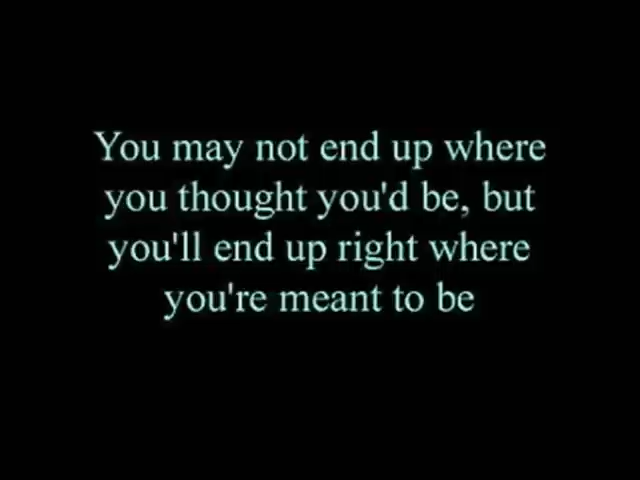 You may not end up where
you thought you'd be, but
you'll end up right where
you're meant to be